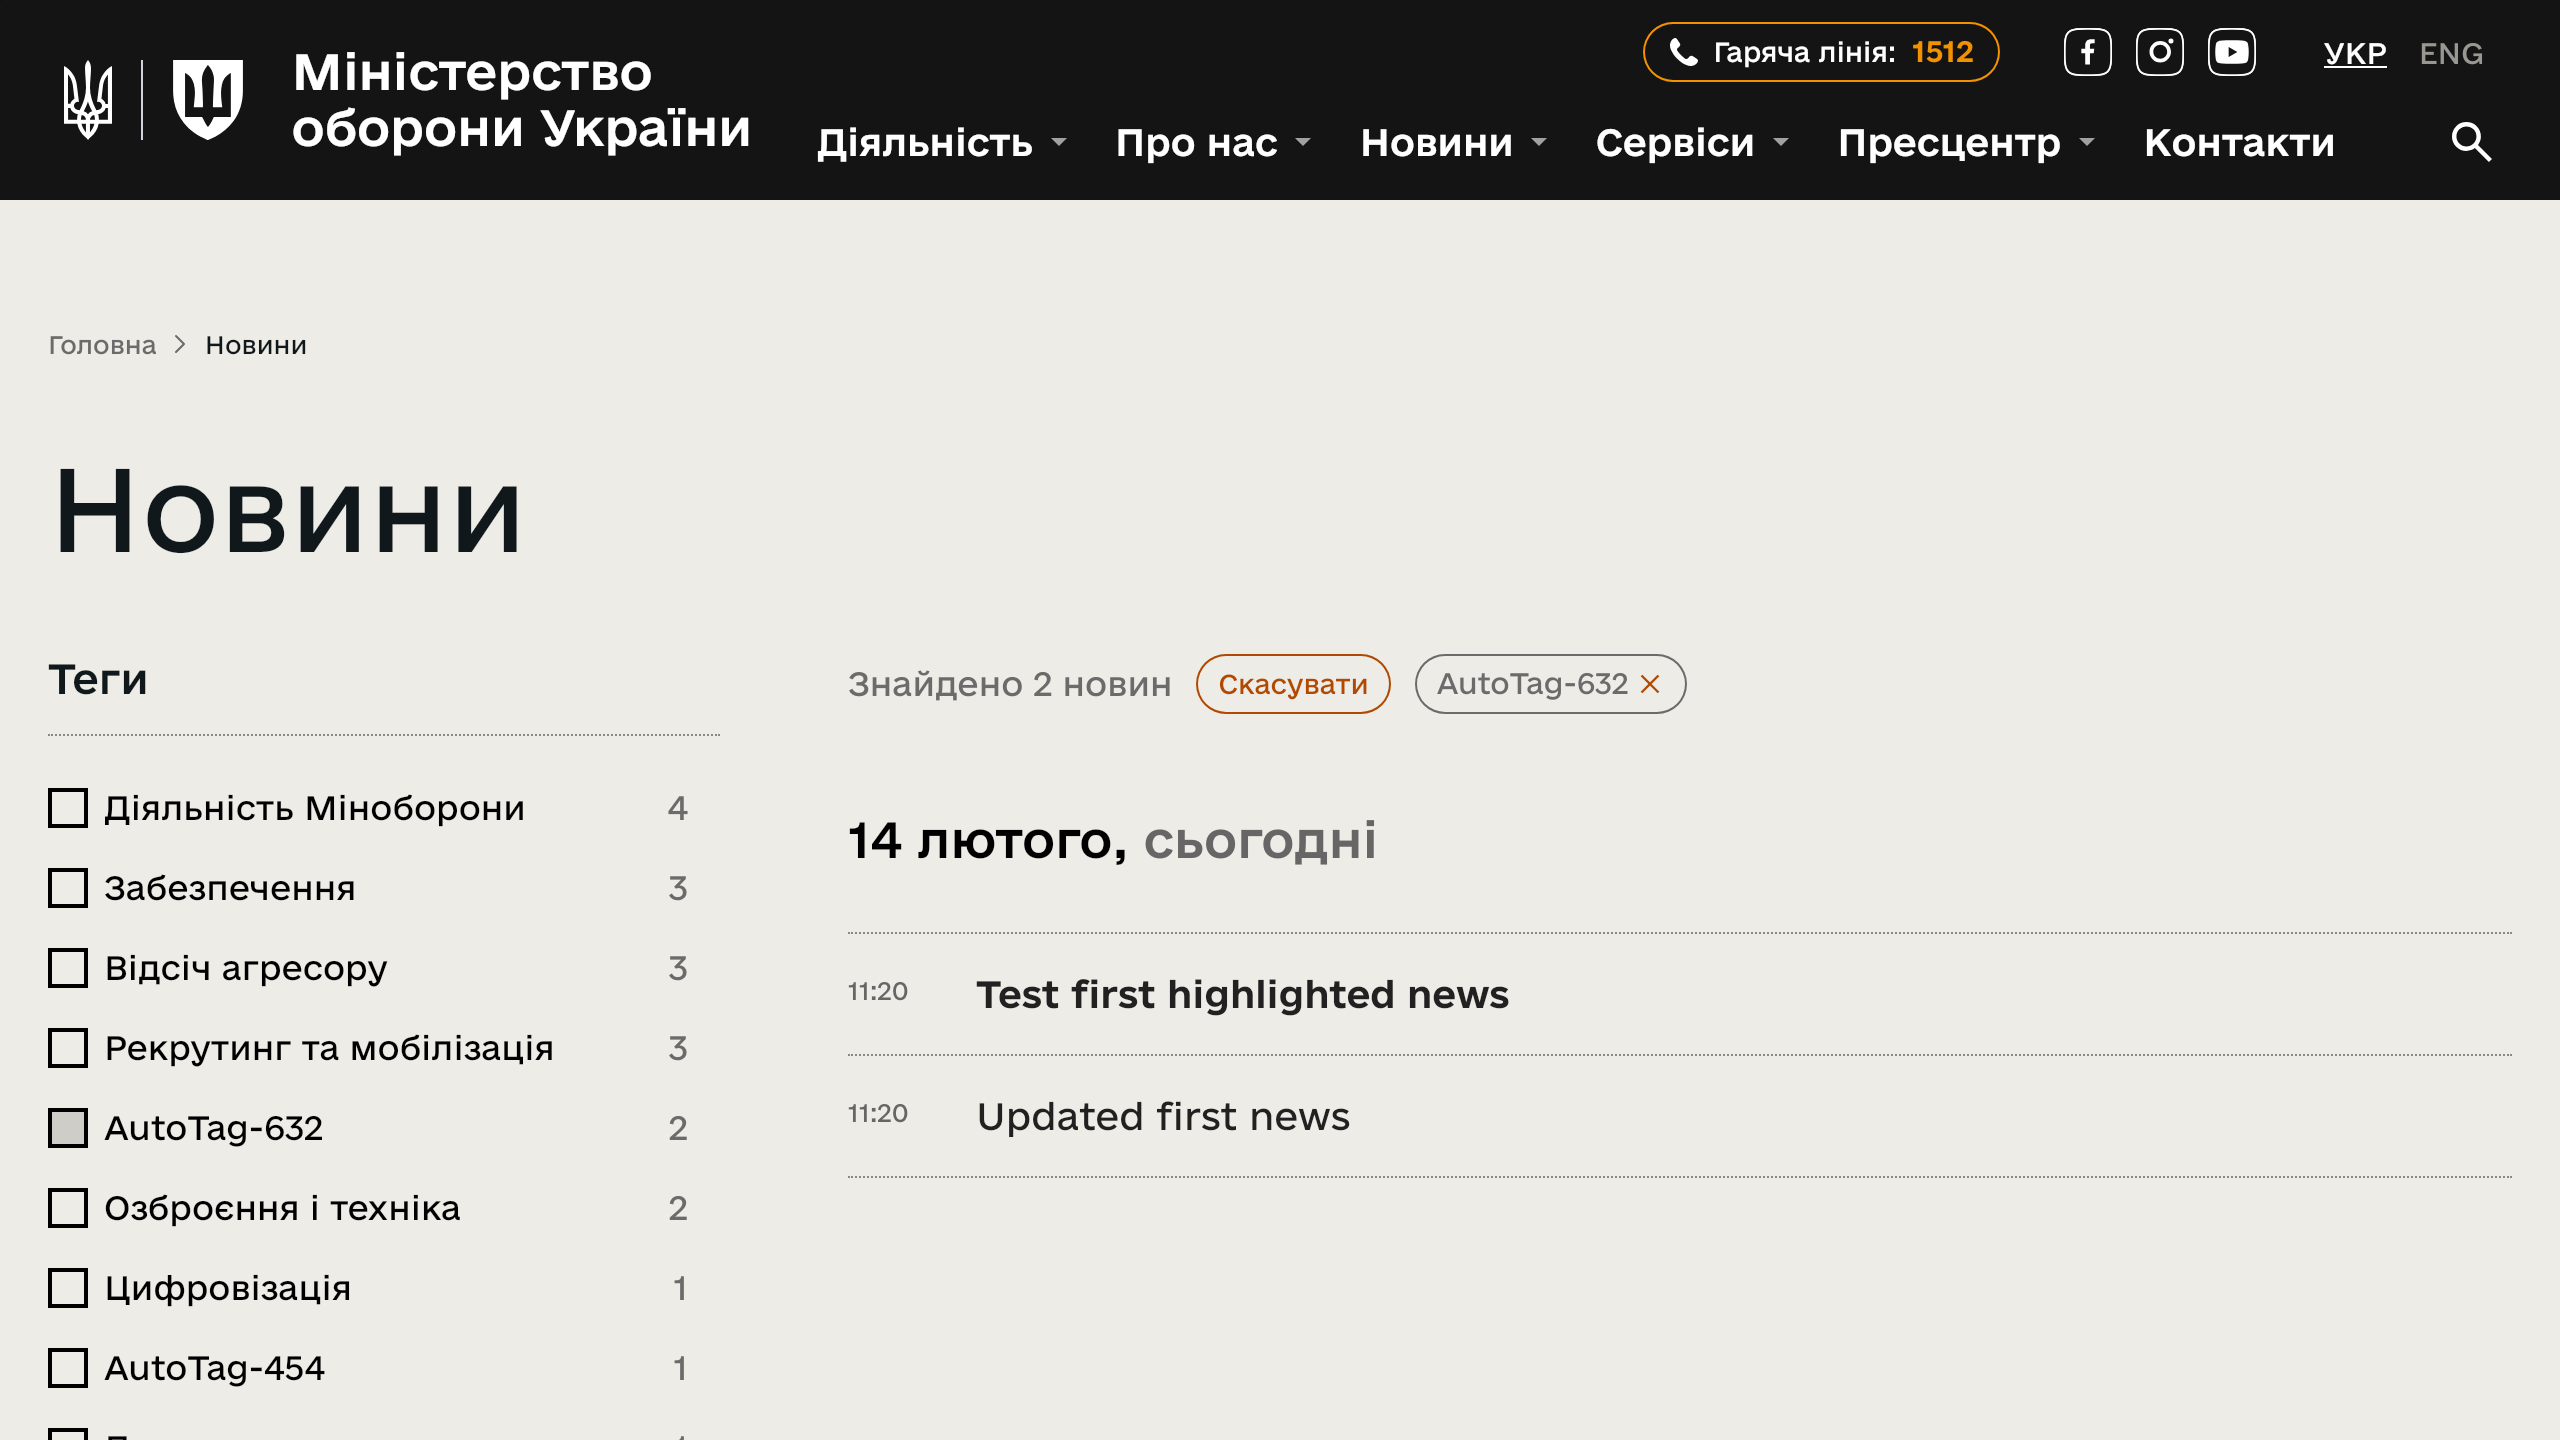 Міністерство
оборони України
Гаряча лінія: 1512
УКР ENG
Діяльність Про нас Новини Сервіси Пресцентр Контакти
Головна Новини
Новини
Теги
Діяльність Міноборони 4
Забезпечення 3
Відсіч агресору 3
Рекрутинг та мобілізація 3
AutoTag-632 2
Озброєння і техніка 2
Цифровізація 1
AutoTag-454 1
Знайдено 2 новин Скасувати AutoTag-632
14 лютого, сьогодні
11:20 Test first highlighted news
11:20 Updated first news